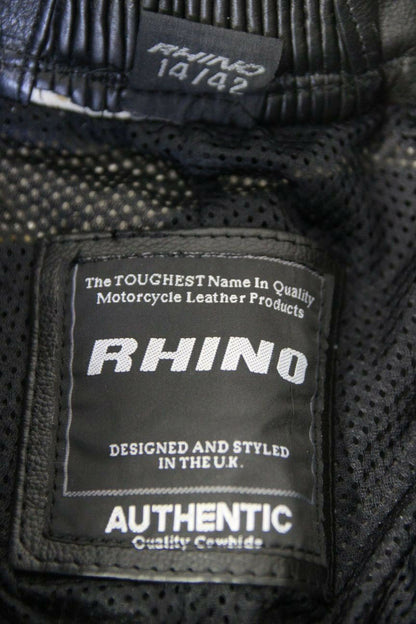 RHINO
14/42
The TOUGHEST Name In Quality
Motorcycle Leather Products
RHINO
DESIGNED AND STYLED
IN THE U.K.
AUTHENTIC
Quality Cowhide